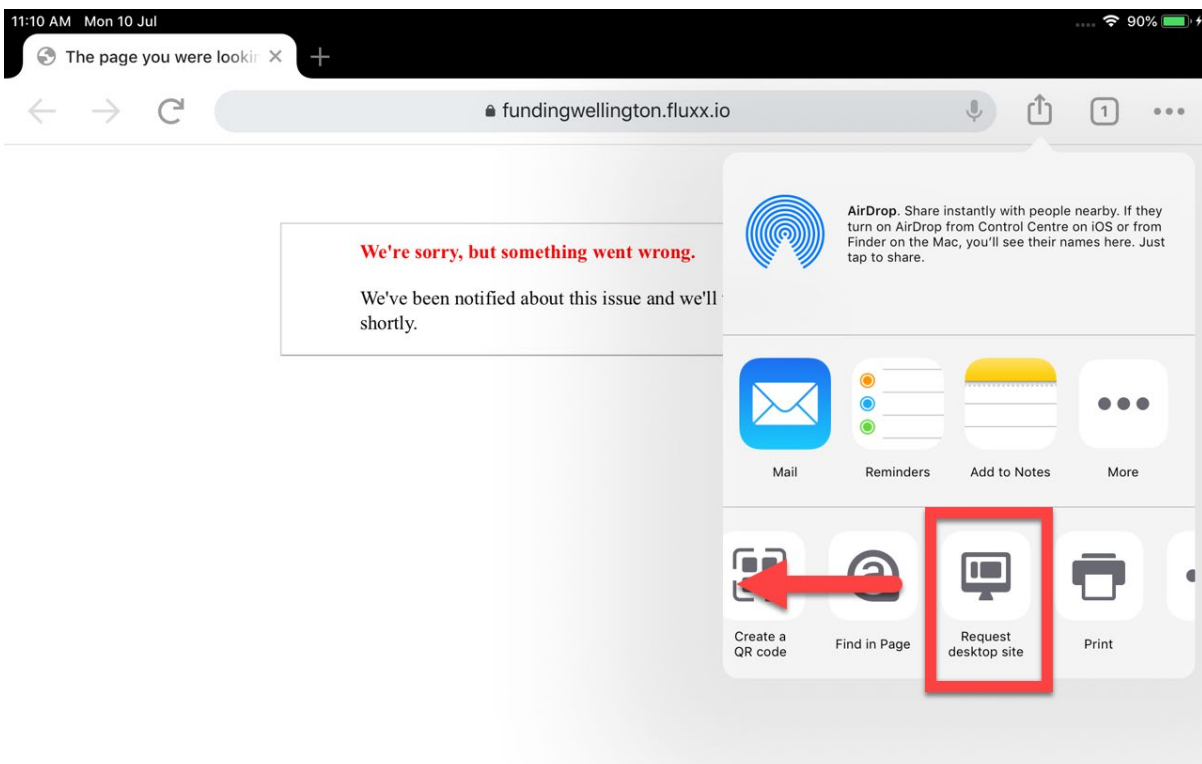 11:10 AM Mon 10 Jul
90%
The page you were lookin
fundingwellington.fluxx.io
1
We're sorry, but something went wrong.
We've been notified about this issue and we'll
shortly.
AirDrop. Share instantly with people nearby. If they
turn on AirDrop from Control Centre on iOS or from
Finder on the Mac, you'll see their names here. Just
tap to share.
Mail
Reminders
Add to Notes
More
Create a
QR code
Find in Page
Request
desktop site
Print